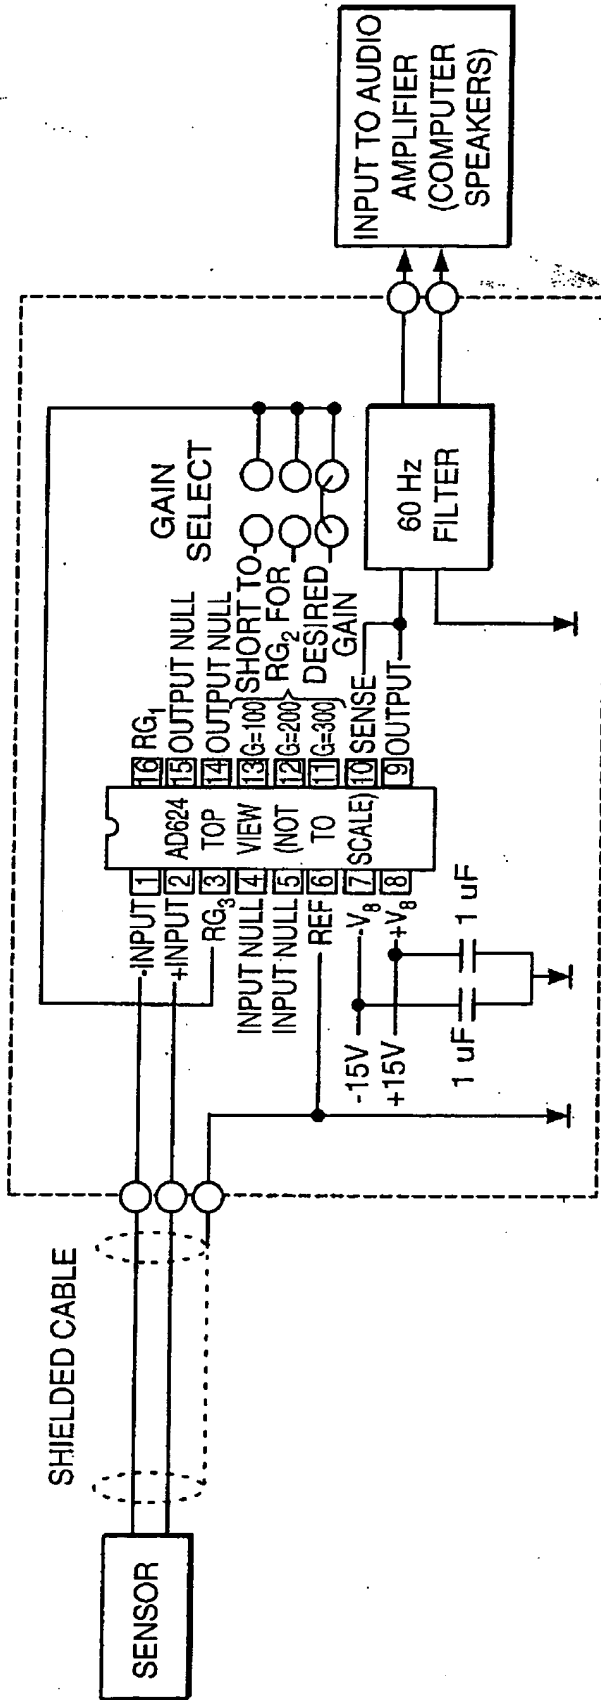 SENSOR
SHIELDED CABLE
-INPUT
+INPUT
RG3
INPUT NULL
INPUT NULL
REF
-15V
-V8
+15V
+V8
1 uF
1 uF
1
2
3
4
5
6
7
8
AD624
TOP
VIEW
(NOT
TO
SCALE)
16
15
14
13
12
11
10
9
RG1
OUTPUT NULL
OUTPUT NULL
G=100
G=200
G=300
SENSE
OUTPUT
SHORT TO
RG2 FOR
DESIRED
GAIN
GAIN
SELECT
60 Hz
FILTER
INPUT TO AUDIO
AMPLIFIER
(COMPUTER
SPEAKERS)